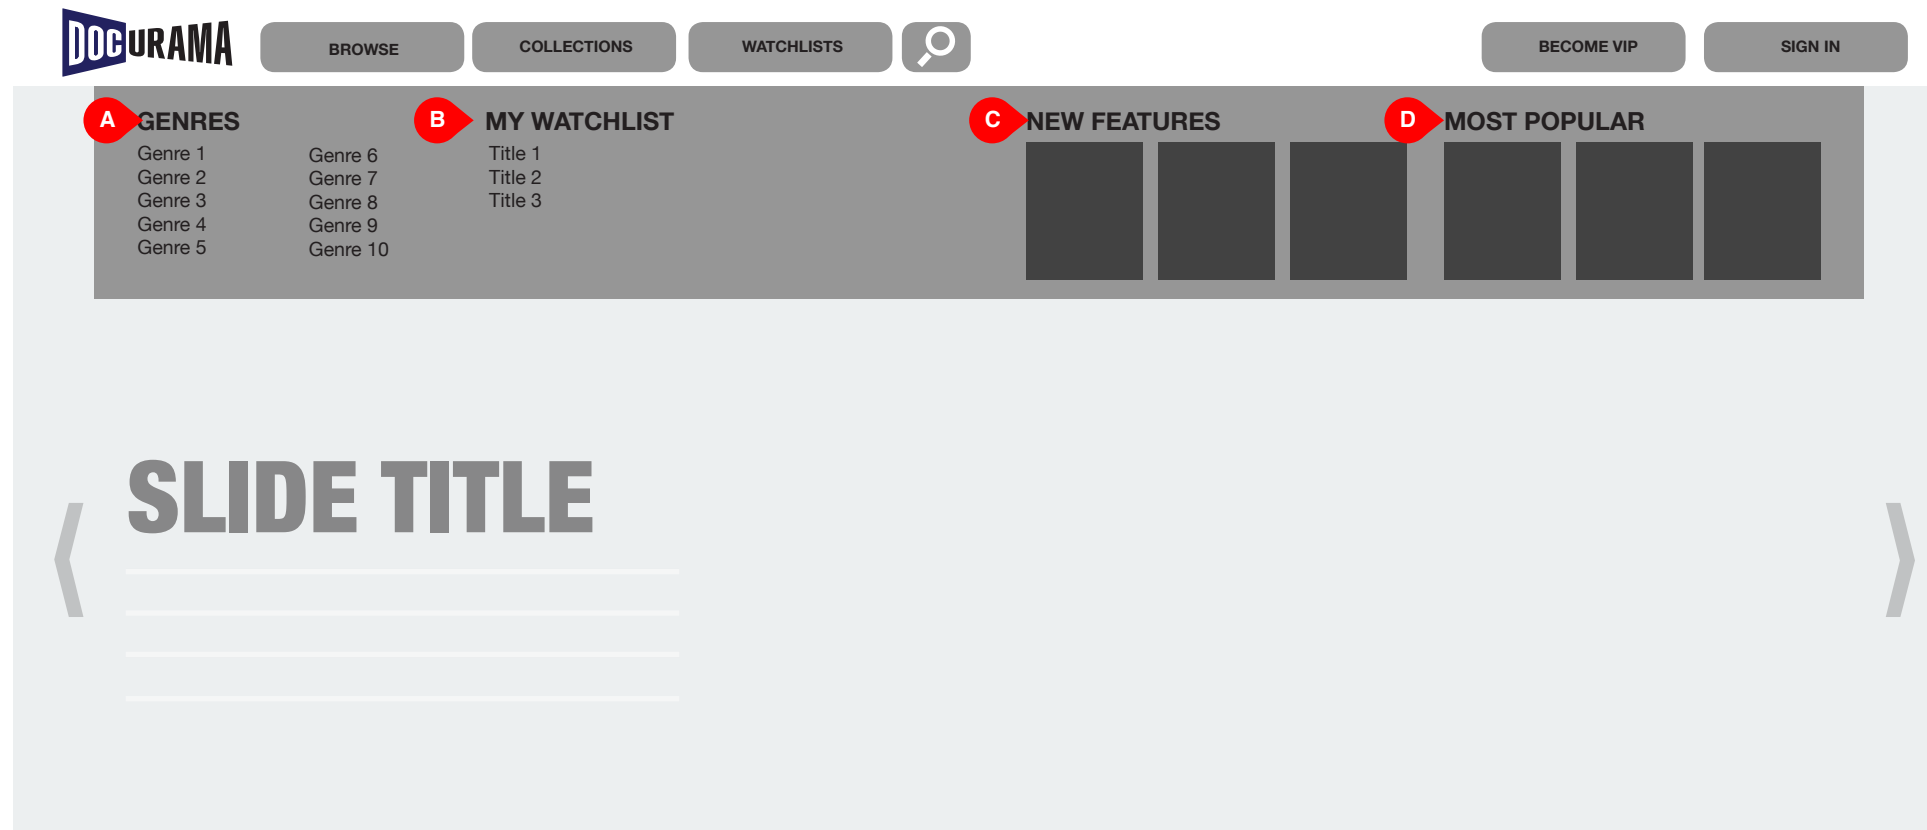 DOCURAMA
BROWSE
COLLECTIONS
WATCHLISTS
BECOME VIP
SIGN IN
A
GENRES
Genre 1
Genre 2
Genre 3
Genre 4
Genre 5
Genre 6
Genre 7
Genre 8
Genre 9
Genre 10
B
MY WATCHLIST
Title 1
Title 2
Title 3
C
NEW FEATURES
D
MOST POPULAR
SLIDE TITLE